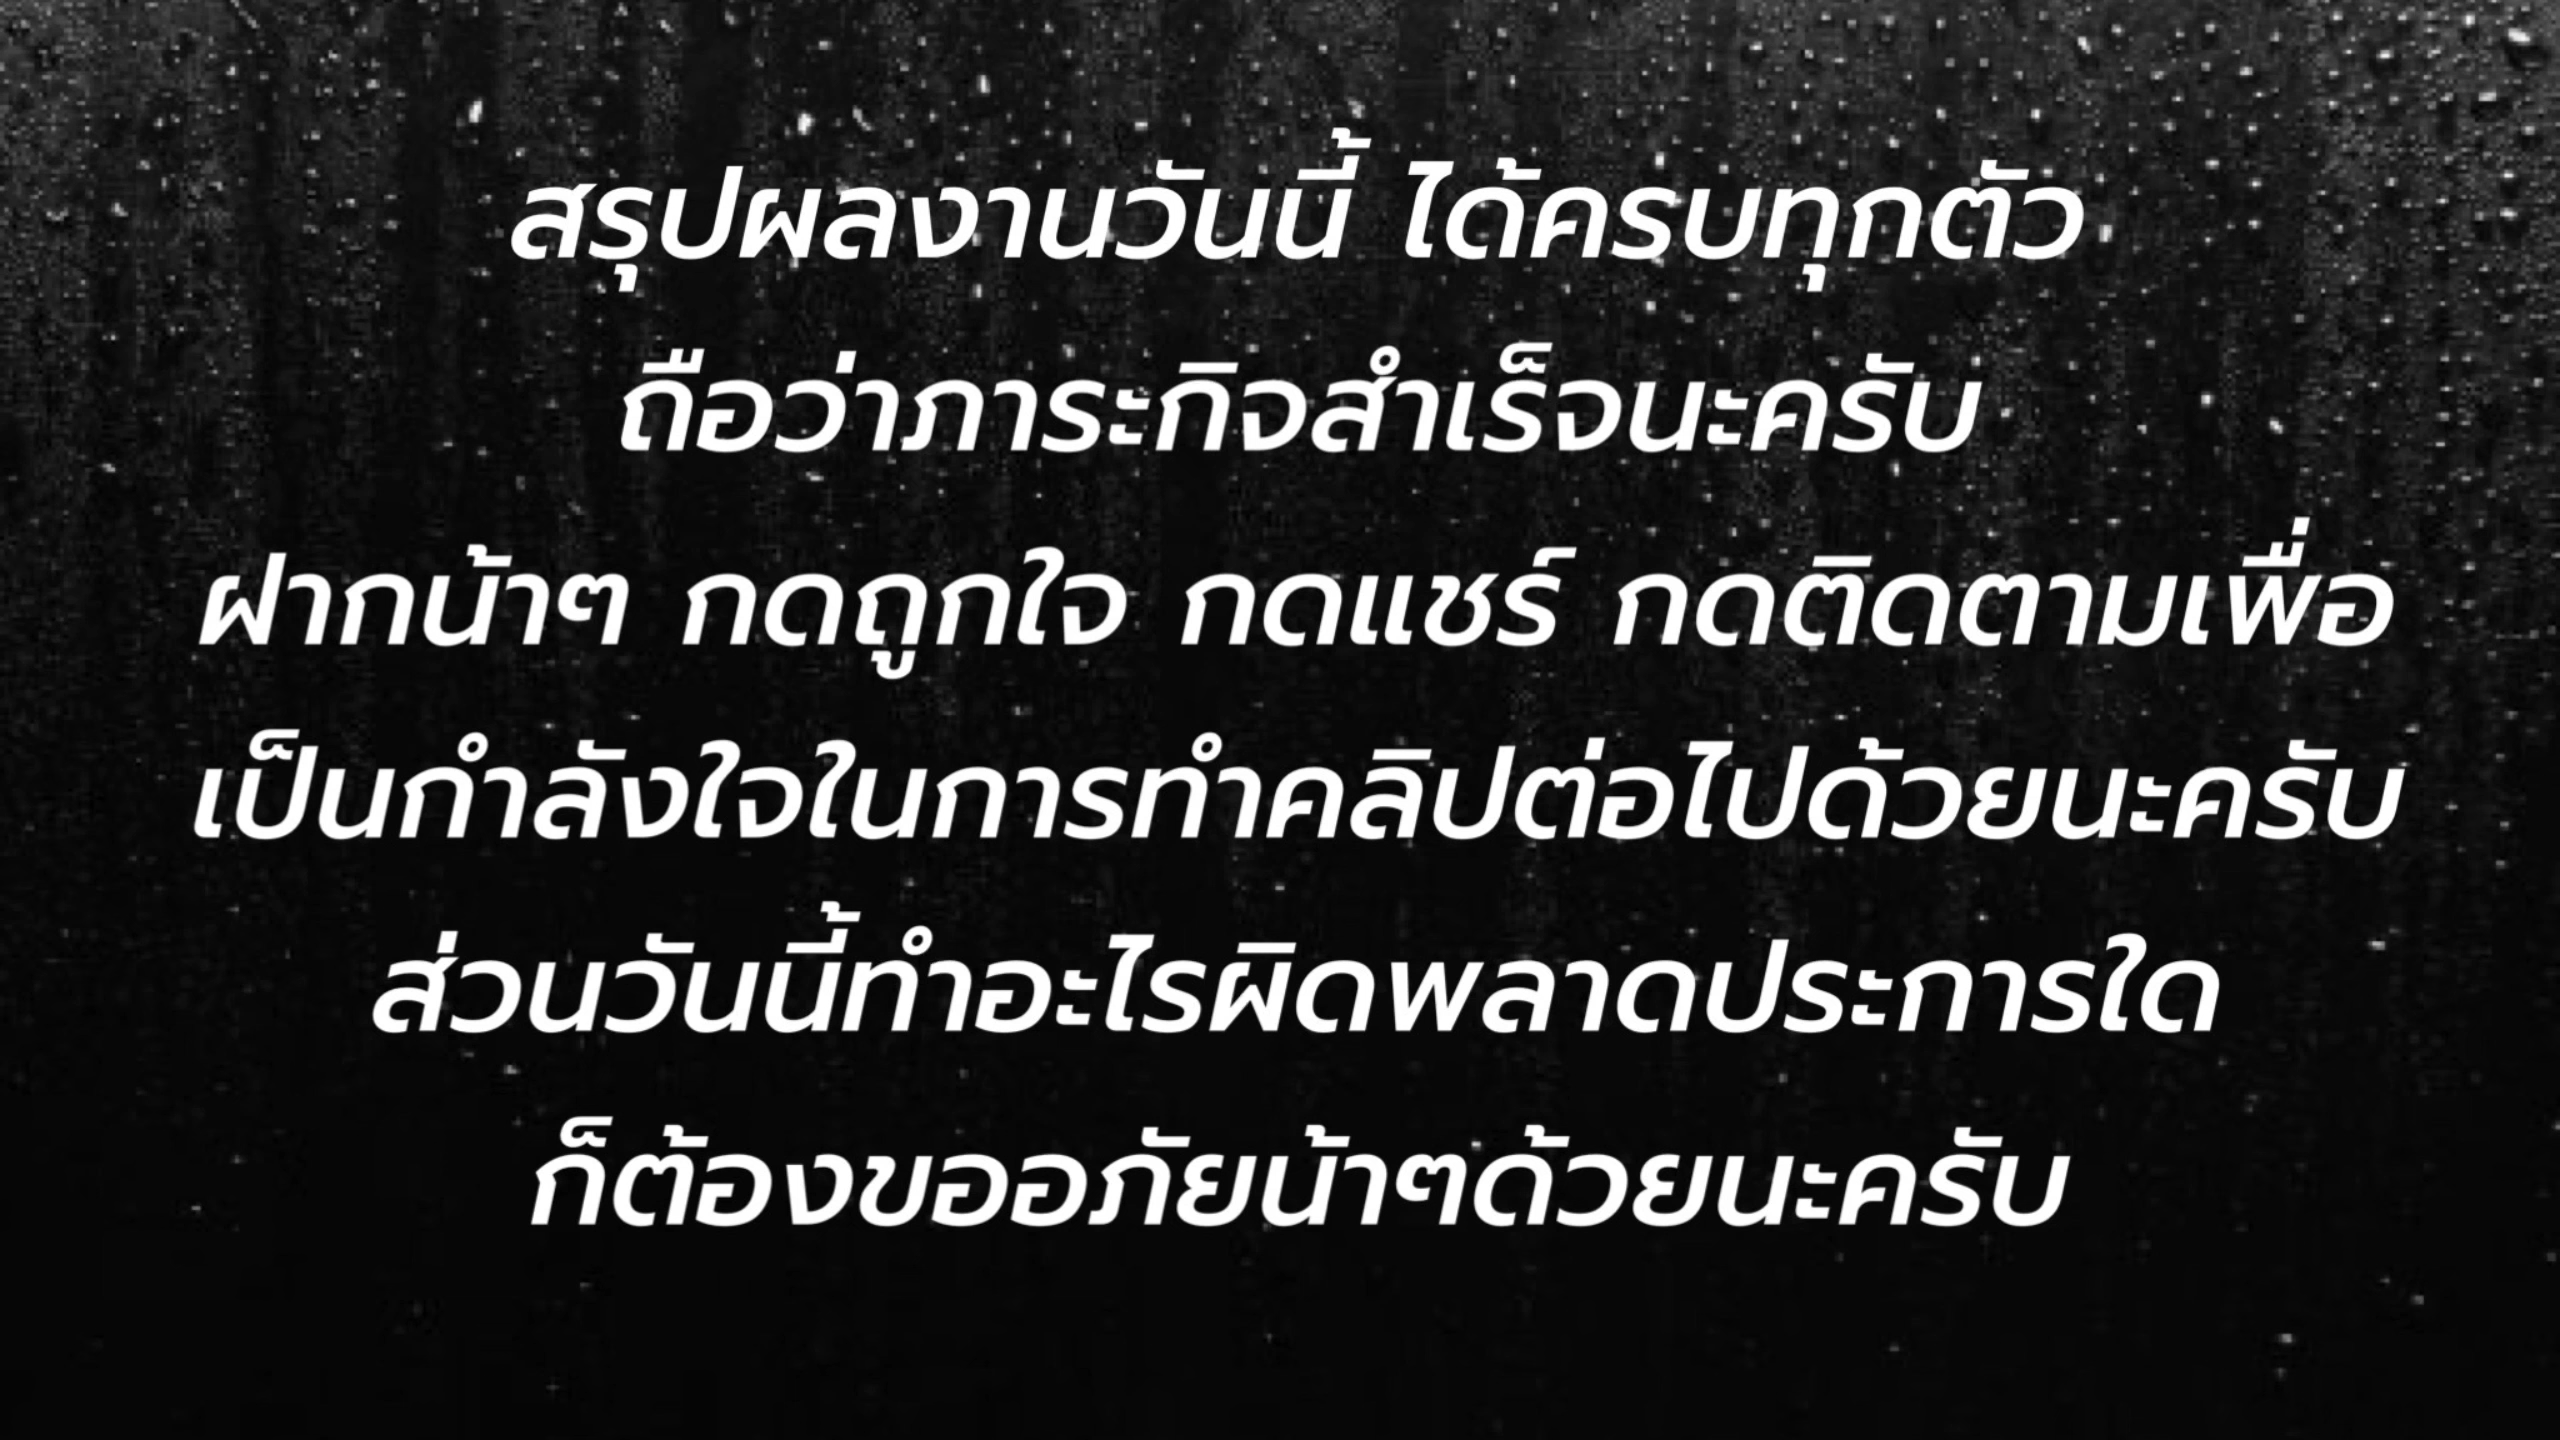 สรุปผลงานวันนี้ ได้ครบทุกตัว
ถือว่าภาระกิจสำเร็จนะครับ
ฝากน้าๆ กดถูกใจ กดแชร์ กดติดตามเพื่อ
เป็นกำลังใจในการทำคลิปต่อไปด้วยนะครับ
ส่วนวันนี้ทำอะไรผิดพลาดประการใด
ก็ต้องขออภัยน้าๆด้วยนะครับ